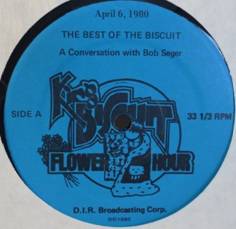 April 6, 1980
THE BEST OF THE BISCUIT
A Conversation with Bob Seger
King
BISCUIT
SIDE A
33 1/3 RPM
FLOWER HOUR
D.I.R. Broadcasting Corp.